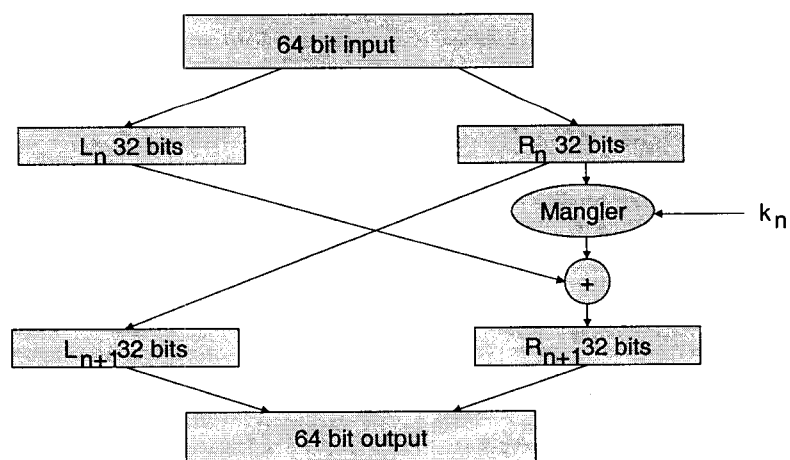 64 bit input
Ln 32 bits
Rn 32 bits
Mangler
kn
+
Ln+1 32 bits
Rn+1 32 bits
64 bit output